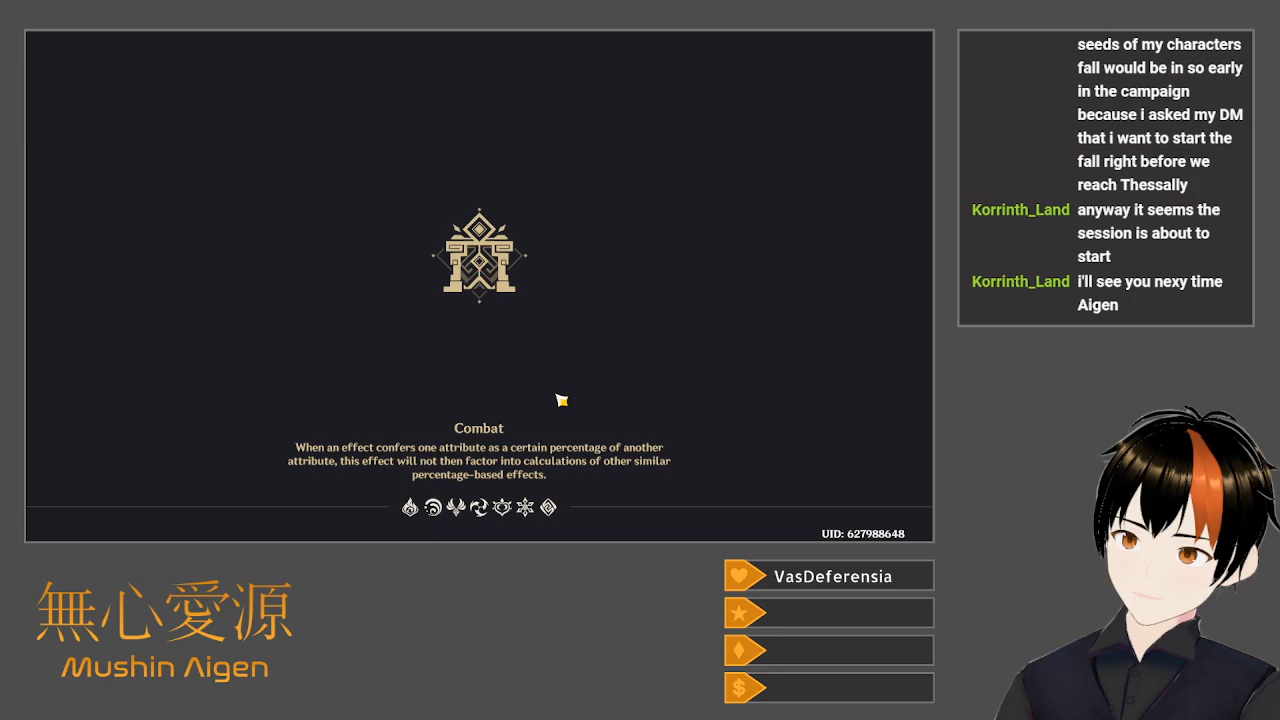 seeds of my characters
fall would be in so early
in the campaign
because i asked my DM
that i want to start the
fall right before we
reach Thessally
Korrinth_Land anyway it seems the
session is about to
start
Korrinth_Land i'll see you nexy time
Aigen
Combat
When an effect confers one attribute as a certain percentage of another
attribute, this effect will not then factor into calculations of other similar
percentage-based effects.
UID: 627988648
無心愛源
Mushin Aigen
VasDeferensia